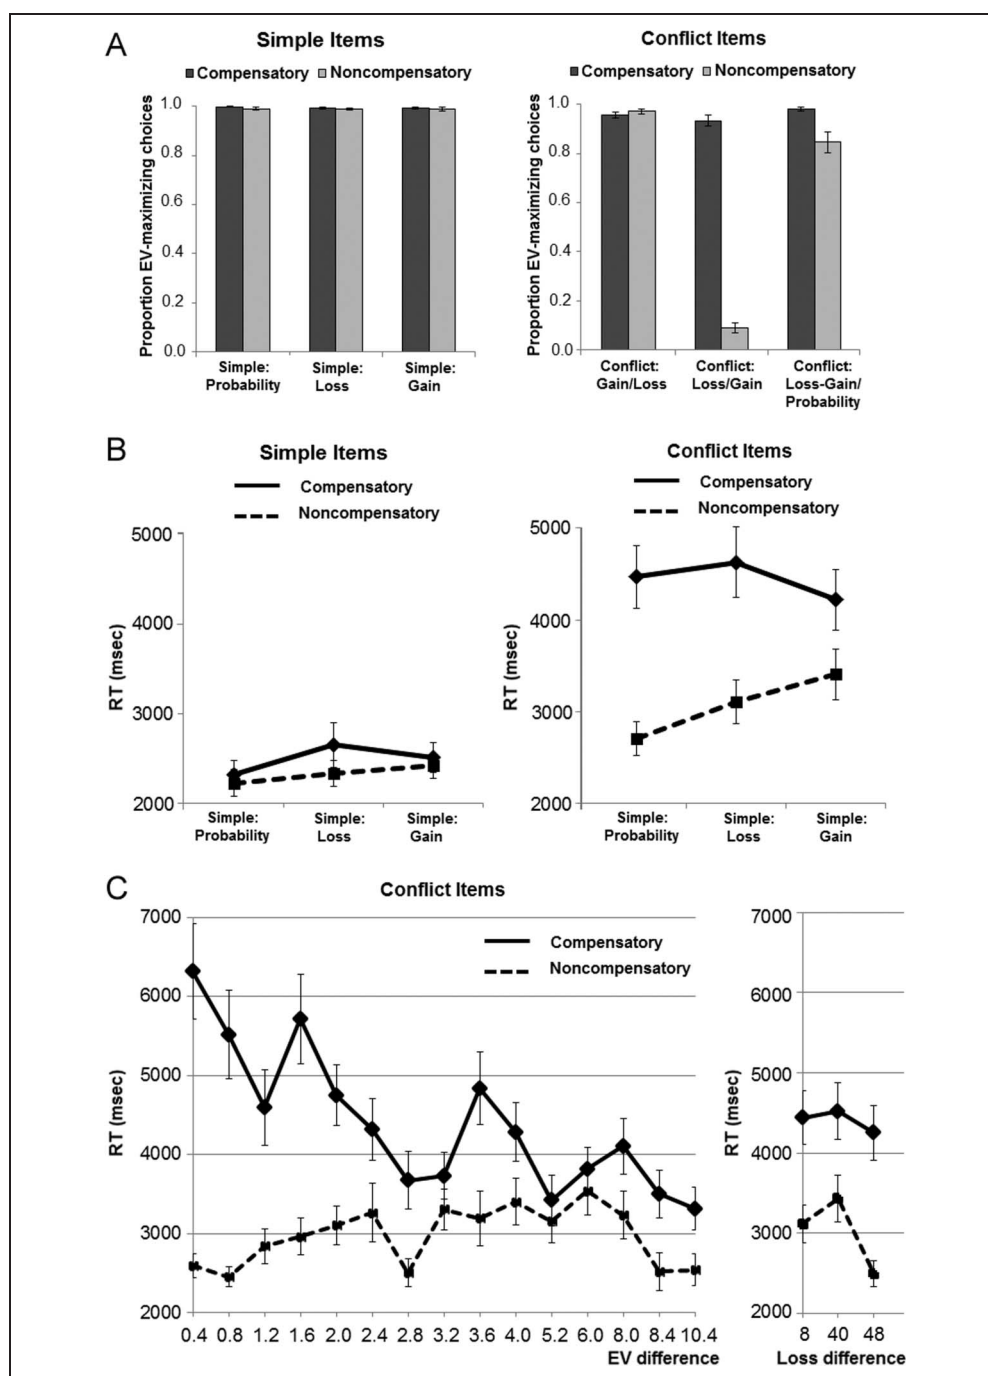 A
Simple Items
Compensatory Noncompensatory
Proportion EV-maximizing choices
1.0
0.8
0.6
0.4
0.2
0.0
Simple: Probability
Simple: Loss
Simple: Gain
Conflict Items
Compensatory Noncompensatory
Proportion EV-maximizing choices
1.0
0.8
0.6
0.4
0.2
0.0
Conflict: Gain/Loss
Conflict: Loss/Gain
Conflict: Loss-Gain/ Probability
B
Simple Items
Compensatory
Noncompensatory
RT (msec)
5000
4000
3000
2000
Simple: Probability
Simple: Loss
Simple: Gain
Conflict Items
Compensatory
Noncompensatory
RT (msec)
5000
4000
3000
2000
Simple: Probability
Simple: Loss
Simple: Gain
C
Conflict Items
Compensatory
Noncompensatory
RT (msec)
7000
6000
5000
4000
3000
2000
0.4 0.8 1.2 1.6 2.0 2.4 2.8 3.2 3.6 4.0 5.2 6.0 8.0 8.4 10.4
EV difference
RT (msec)
7000
6000
5000
4000
3000
2000
8 40 48
Loss difference